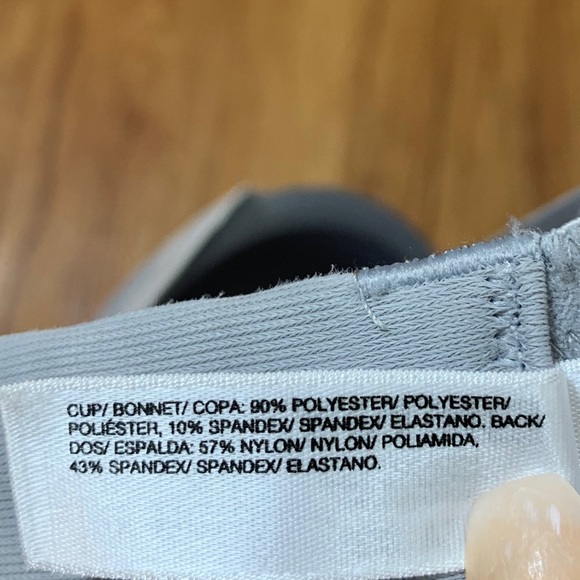 CUP/ BONNET/ COPA: 90% POLYESTER/ POLYESTER/
POLIÉSTER, 10% SPANDEX/ SPANDEX/ ELASTANO. BACK/
DOS/ ESPALDA: 57% NYLON/ NYLON/ POLIAMIDA,
43% SPANDEX/ SPANDEX/ ELASTANO.